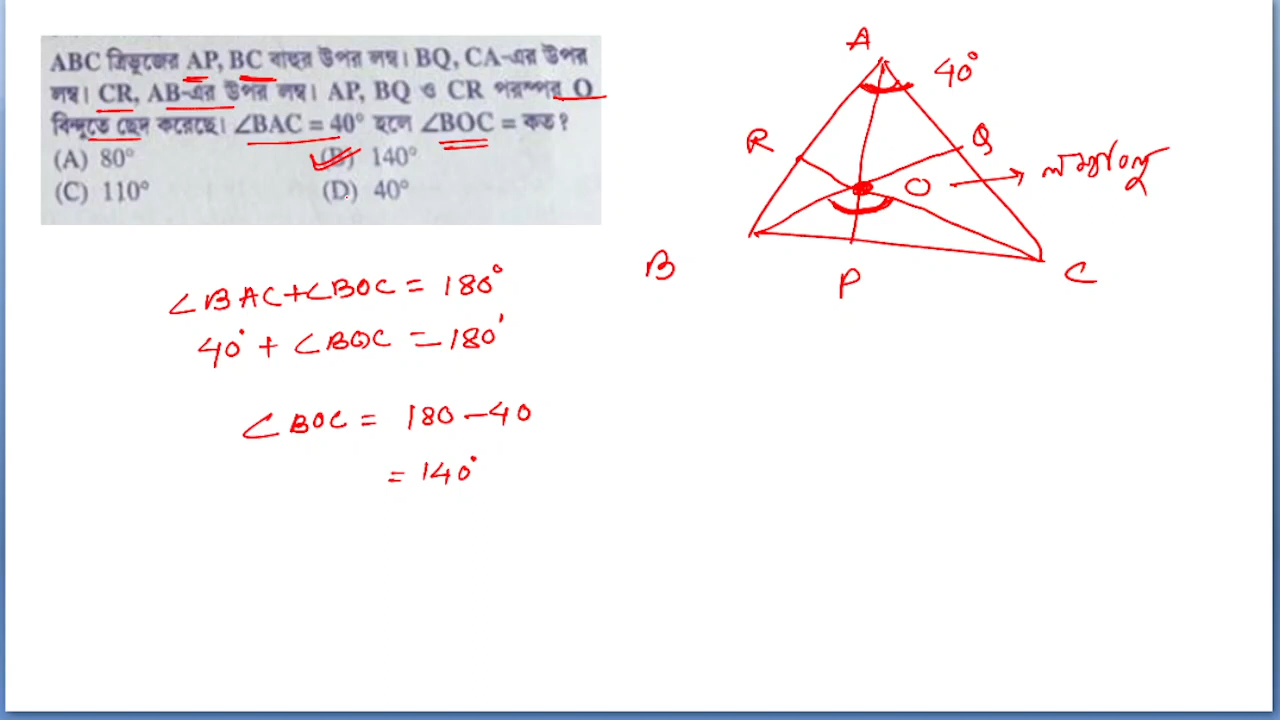 ABC ত্রিভুজের AP, BC বাহুর উপর লম্ব। BQ, CA-এর উপর
লম্ব। CR, AB-এর উপর লম্ব। AP, BQ ও CR পরস্পর O
বিন্দুতে ছেদ করেছে। ∠BAC = 40° হলে ∠BOC = কত?
(A) 80° (B) 140°
(C) 110° (D) 40°
A 40°
R Q
O → লম্ববিন্দু
B P C
∠BAC+∠BOC = 180°
40° + ∠BOC = 180°
∠BOC = 180 - 40
= 140°